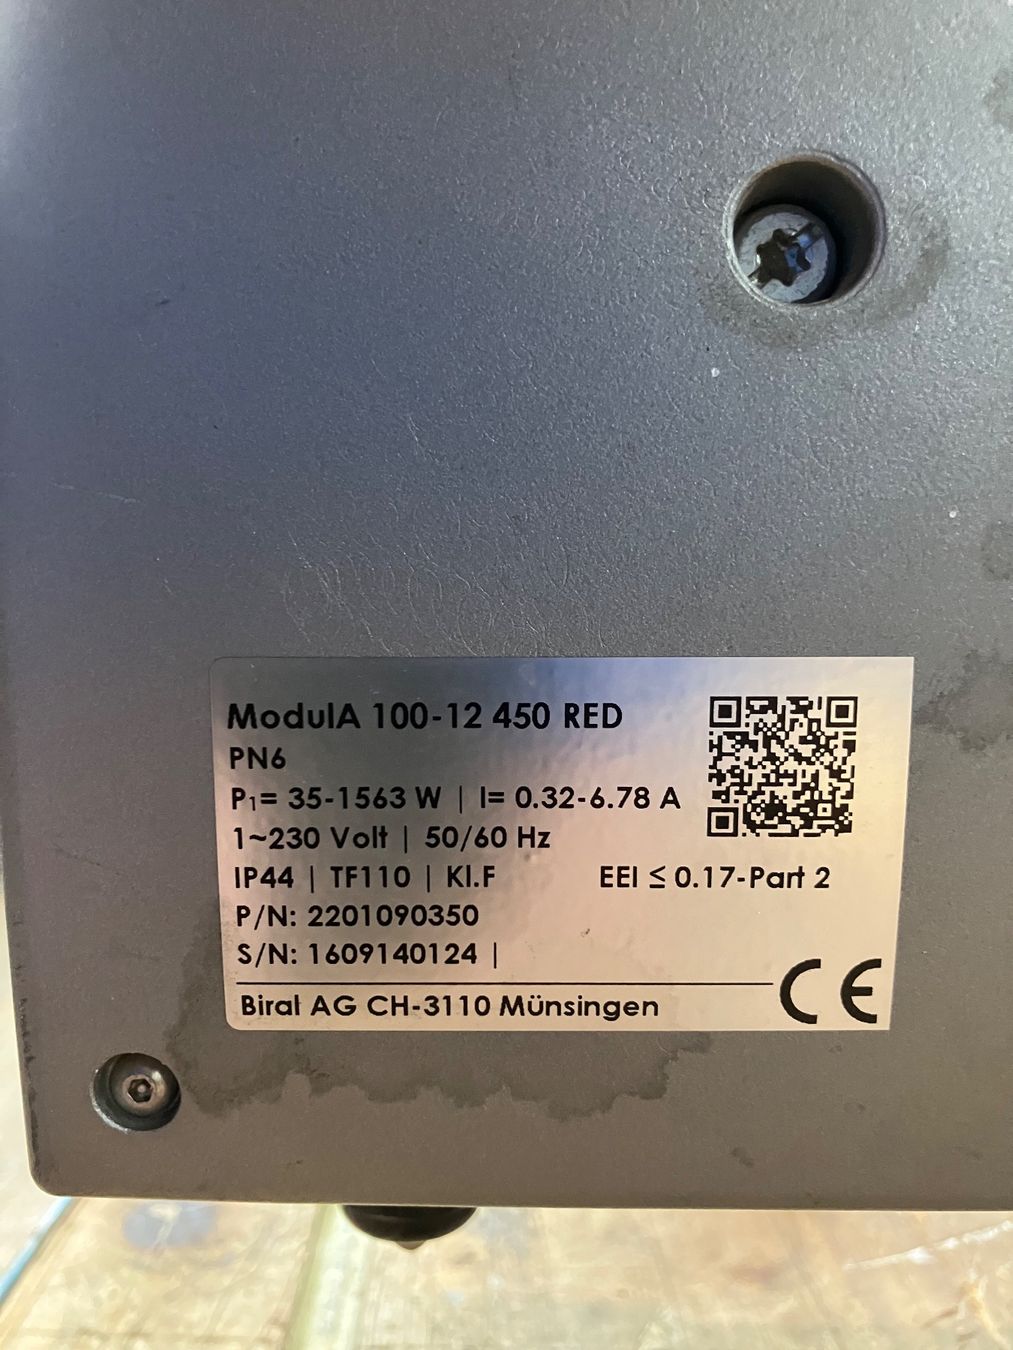 ModulA 100-12 450 RED
PN6
P₁= 35-1563 W | I= 0.32-6.78 A
1~230 Volt | 50/60 Hz
IP44 | TF110 | Kl.F EEI ≤ 0.17-Part 2
P/N: 2201090350
S/N: 1609140124 |
Biral AG CH-3110 Münsingen CE